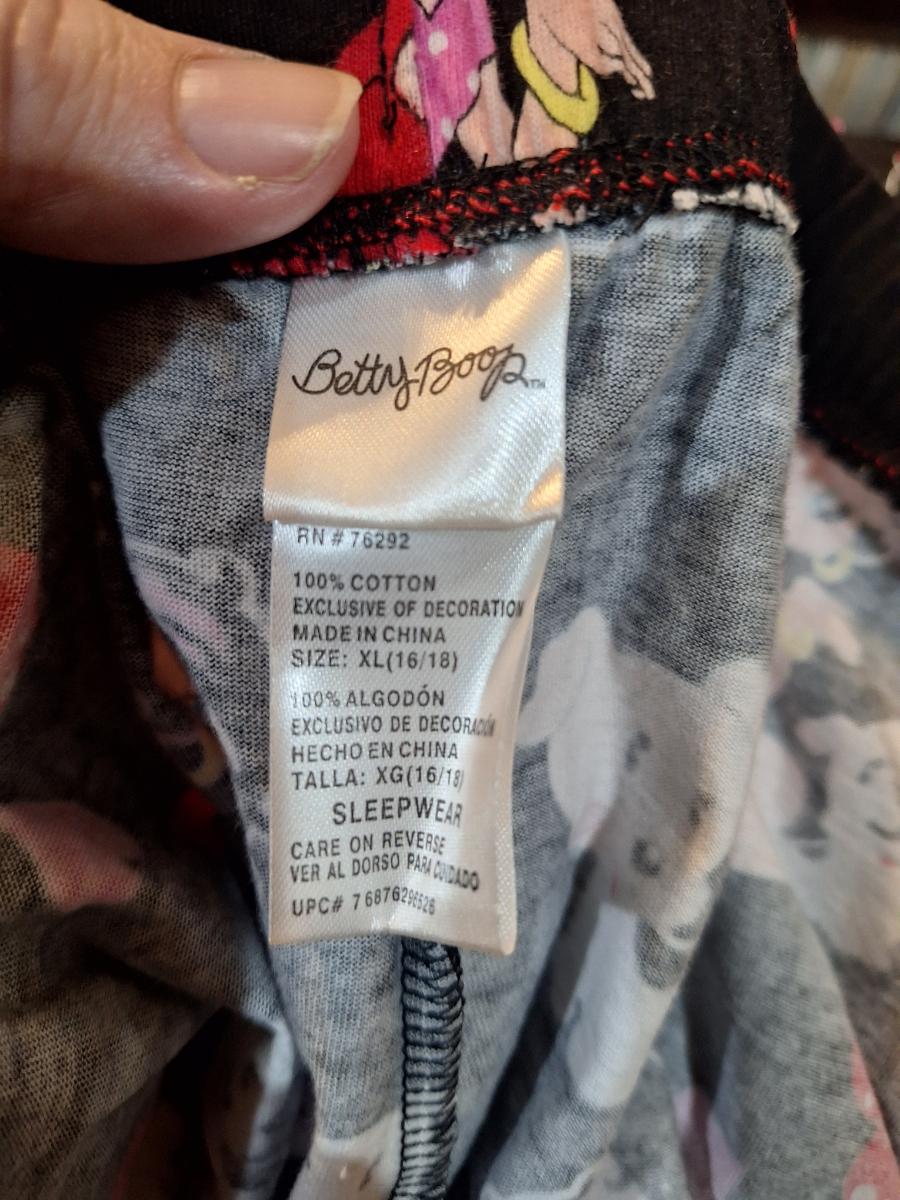 Betty Boop™
RN # 76292
100% COTTON
EXCLUSIVE OF DECORATION
MADE IN CHINA
SIZE: XL(16/18)
100% ALGODÓN
EXCLUSIVO DE DECORACIÓN
HECHO EN CHINA
TALLA: XG(16/18)
SLEEPWEAR
CARE ON REVERSE
VER AL DORSO PARA CUIDADO
UPC#